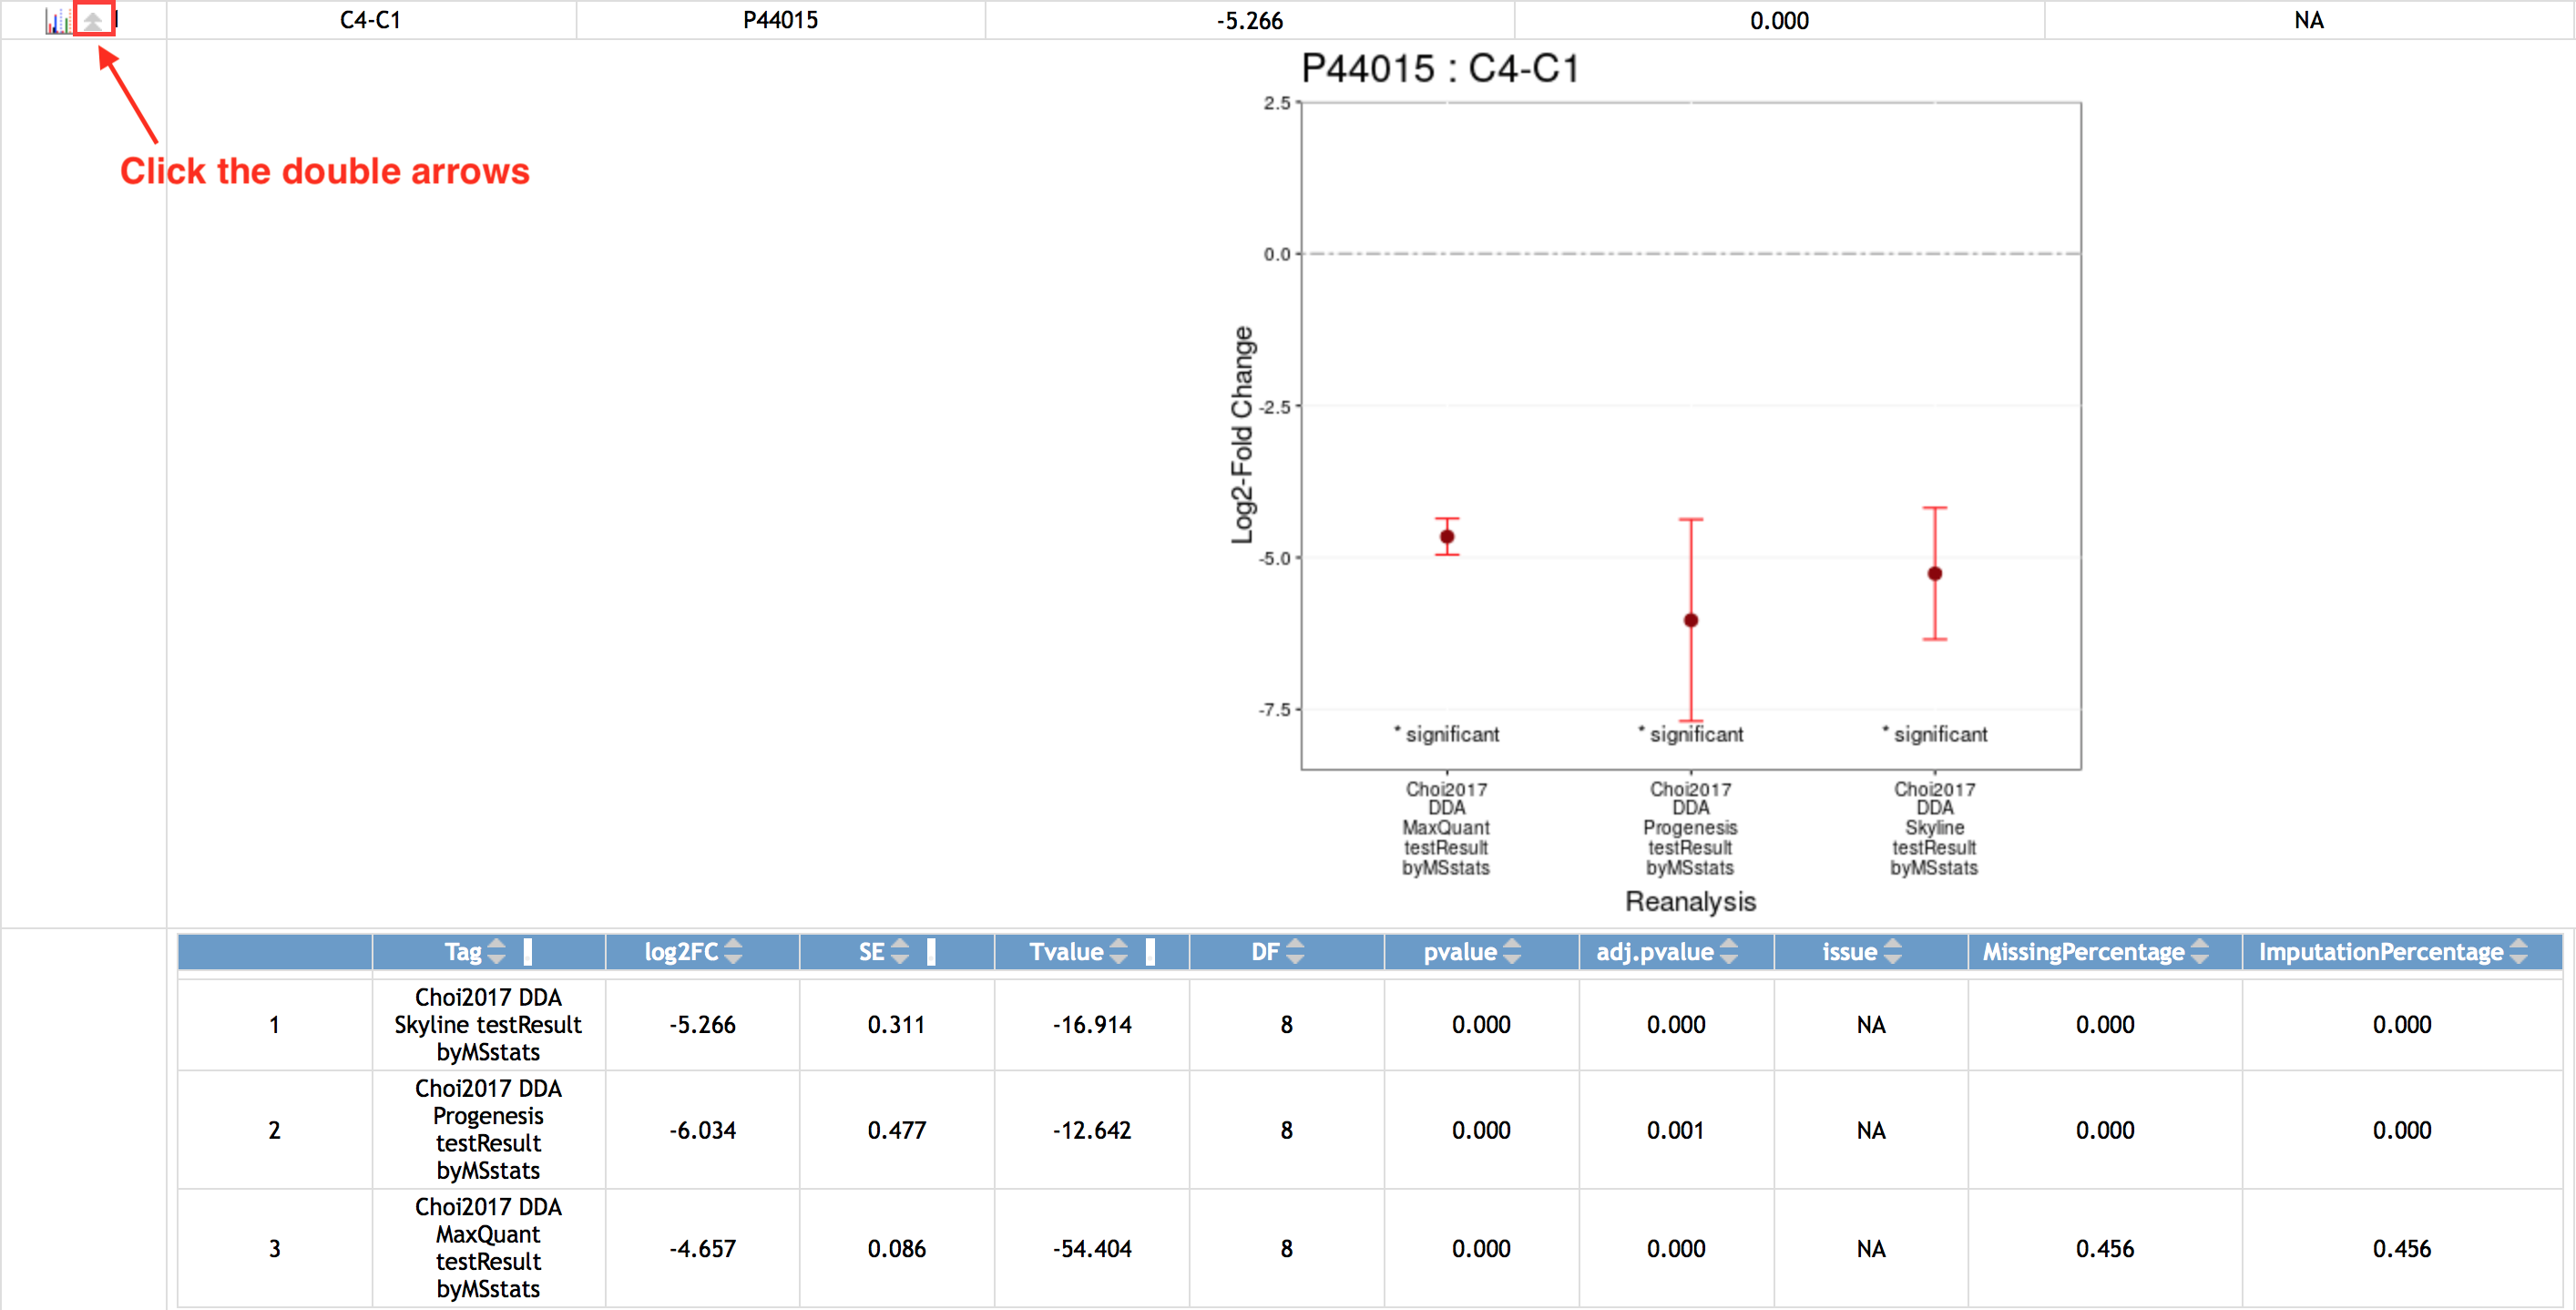 C4-C1 P44015 -5.266 0.000 NA
Click the double arrows
P44015 : C4-C1
2.5
0.0
-2.5
-5.0
-7.5
Log2-Fold Change
* significant * significant * significant
Choi2017 Choi2017 Choi2017
DDA DDA DDA
MaxQuant Progenesis Skyline
testResult testResult testResult
byMSstats byMSstats byMSstats
Reanalysis
Tag log2FC SE Tvalue DF pvalue adj.pvalue issue MissingPercentage ImputationPercentage
Choi2017 DDA
1 Skyline testResult -5.266 0.311 -16.914 8 0.000 0.000 NA 0.000 0.000
byMSstats
Choi2017 DDA
Progenesis
2 -6.034 0.477 -12.642 8 0.000 0.001 NA 0.000 0.000
testResult
byMSstats
Choi2017 DDA
MaxQuant
3 -4.657 0.086 -54.404 8 0.000 0.000 NA 0.456 0.456
testResult
byMSstats